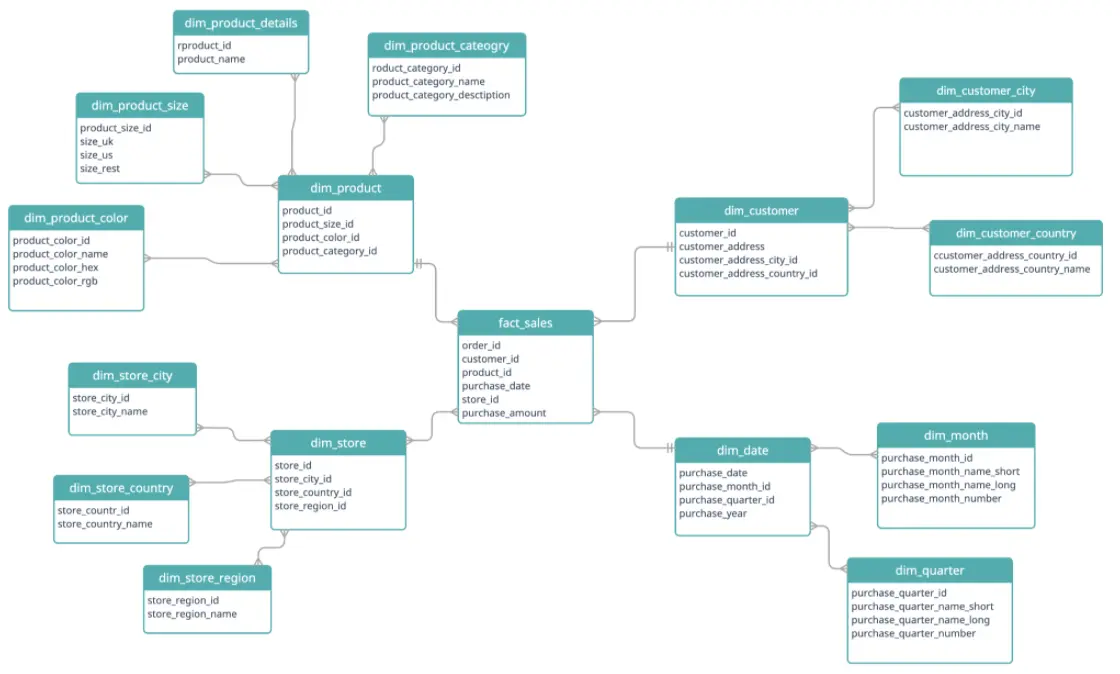 dim_product_details
rproduct_id
product_name
dim_product_cateogry
roduct_category_id
product_category_name
product_category_desctiption
dim_product_size
product_size_id
size_uk
size_us
size_rest
dim_product_color
product_color_id
product_color_name
product_color_hex
product_color_rgb
dim_product
product_id
product_size_id
product_color_id
product_category_id
dim_customer_city
customer_address_city_id
customer_address_city_name
dim_customer
customer_id
customer_address
customer_address_city_id
customer_address_country_id
dim_customer_country
ccustomer_address_country_id
customer_address_country_name
fact_sales
order_id
customer_id
product_id
purchase_date
store_id
purchase_amount
dim_store_city
store_city_id
store_city_name
dim_store
store_id
store_city_id
store_country_id
store_region_id
dim_store_country
store_countr_id
store_country_name
dim_store_region
store_region_id
store_region_name
dim_date
purchase_date
purchase_month_id
purchase_quarter_id
purchase_year
dim_month
purchase_month_id
purchase_month_name_short
purchase_month_name_long
purchase_month_number
dim_quarter
purchase_quarter_id
purchase_quarter_name_short
purchase_quarter_name_long
purchase_quarter_number